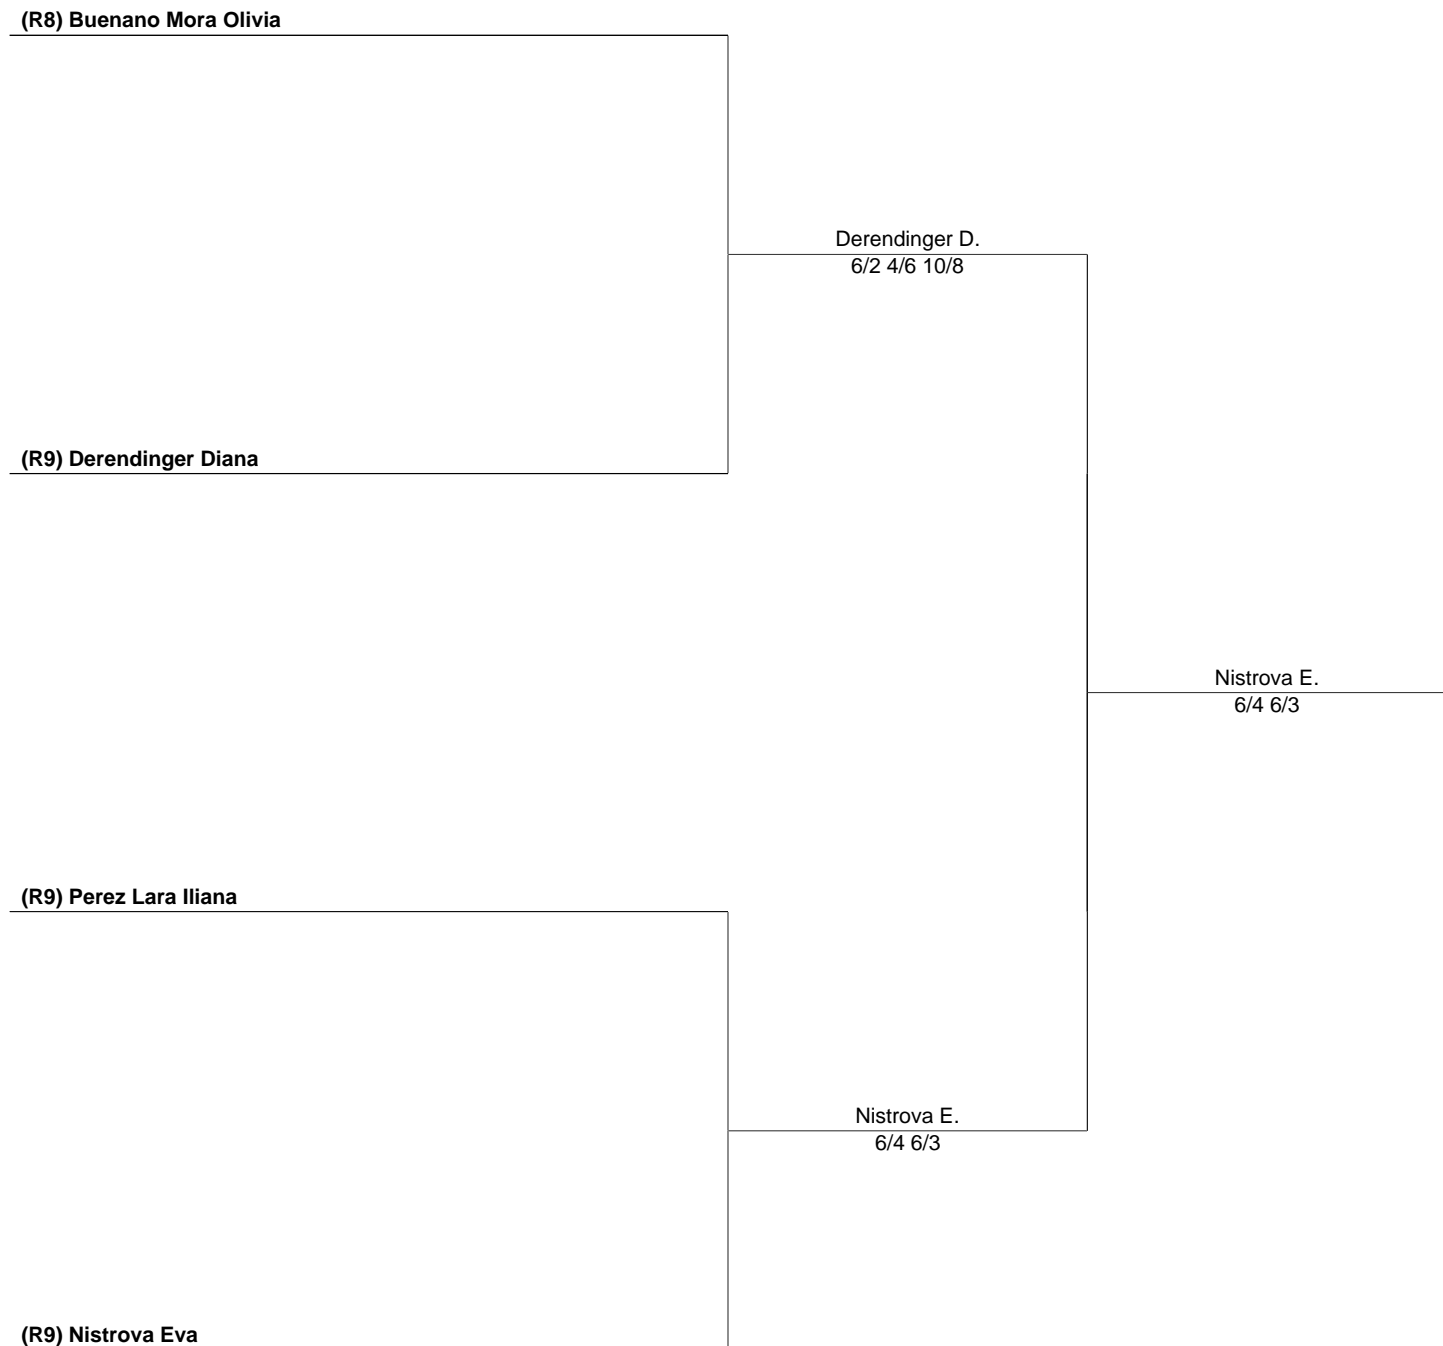 (R8) Buenano Mora Olivia
Derendinger D.
6/2 4/6 10/8
(R9) Derendinger Diana
Nistrova E.
6/4 6/3
(R9) Perez Lara Iliana
Nistrova E.
6/4 6/3
(R9) Nistrova Eva